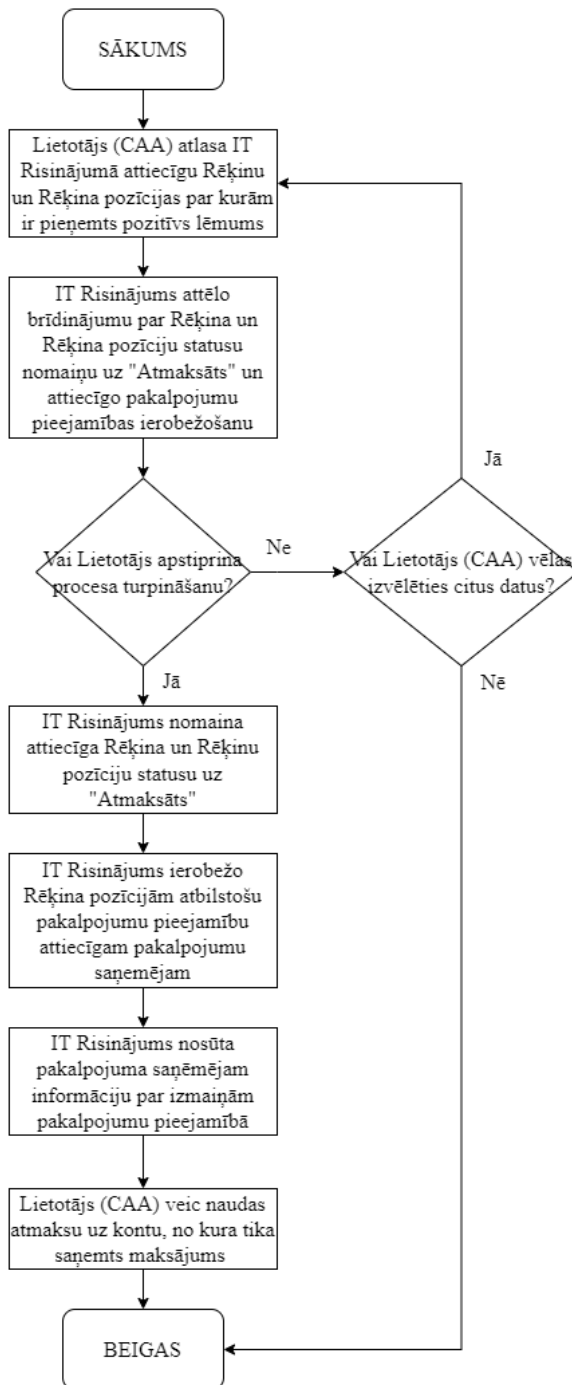 SĀKUMS
Lietotājs (CAA) atlasa IT
Risinājumā attiecīgu Rēķinu
un Rēķina pozīcijas par kurām
ir pieņemts pozitīvs lēmums
IT Risinājums attēlo
brīdinājumu par Rēķina un
Rēķina pozīciju statusu
nomaiņu uz "Atmaksāts" un
attiecīgo pakalpojumu
pieejamības ierobežošanu
Jā
Vai Lietotājs apstiprina
procesa turpināšanu?
Ne
Vai Lietotājs (CAA) vēlas
izvēlēties citus datus?
Jā
Nē
IT Risinājums nomaina
attiecīga Rēķina un Rēķinu
pozīciju statusu uz
"Atmaksāts"
IT Risinājums ierobežo
Rēķina pozīcijām atbilstošu
pakalpojumu pieejamību
attiecīgam pakalpojumu
saņemējam
IT Risinājums nosūta
pakalpojuma saņēmējam
informāciju par izmaiņām
pakalpojumu pieejamībā
Lietotājs (CAA) veic naudas
atmaksu uz kontu, no kura tika
saņemts maksājums
BEIGAS